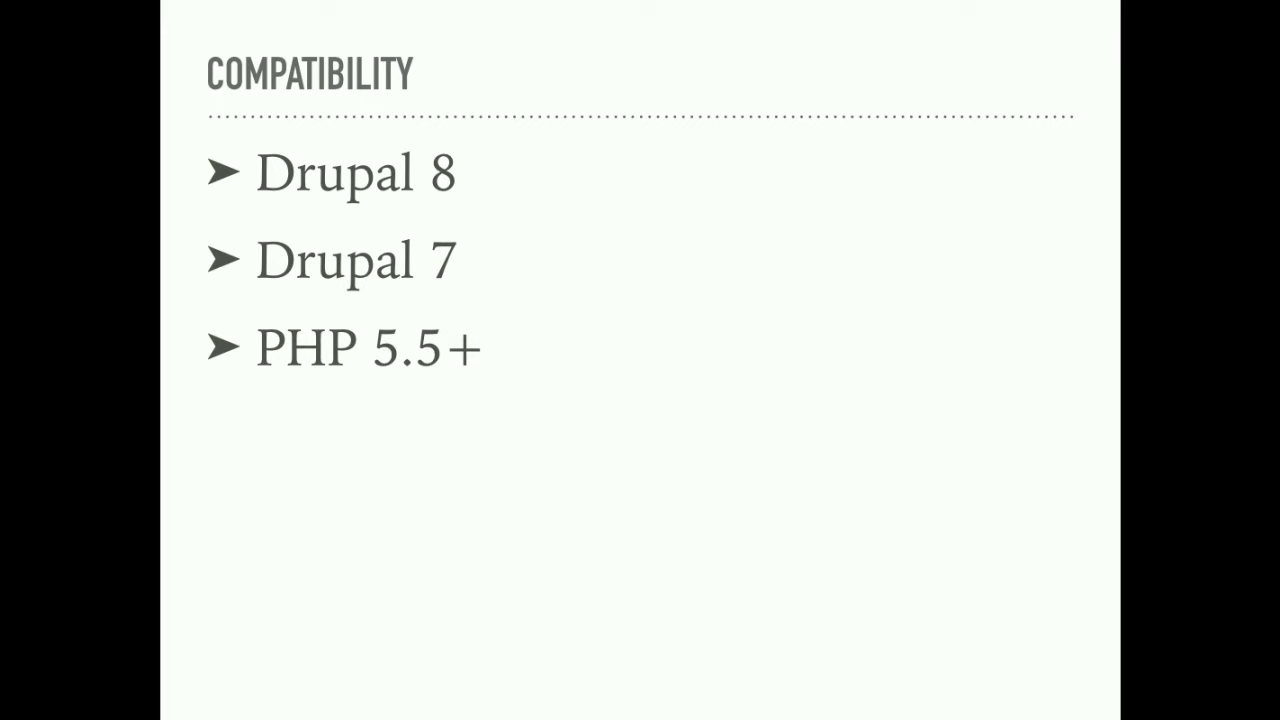 COMPATIBILITY
➤ Drupal 8
➤ Drupal 7
➤ PHP 5.5+